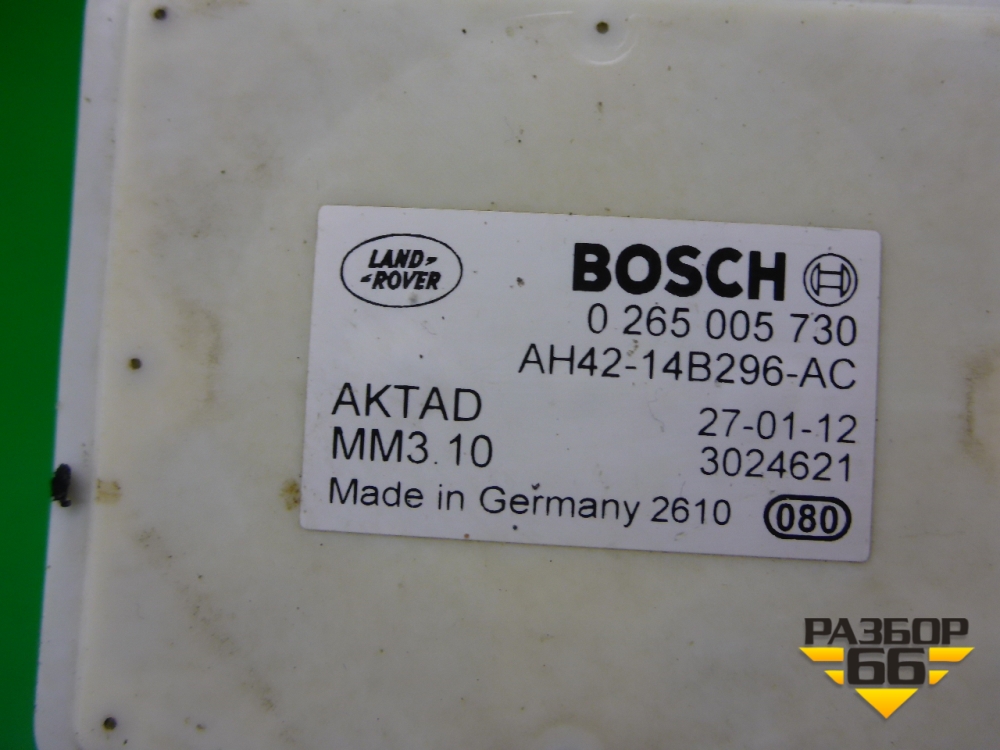 LAND-
-ROVER
BOSCH
0 265 005 730
AH42-14B296-AC
AKTAD
27-01-12
MM3.10
3024621
Made in Germany 2610
080
РАЗБОР
66